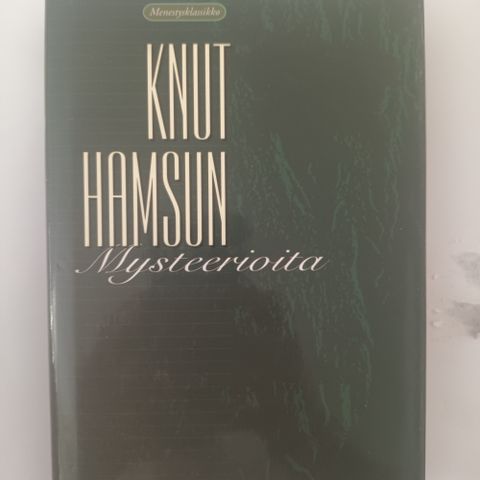 Menestysklassikko
KNUT
HAMSUN
Mysteerioita